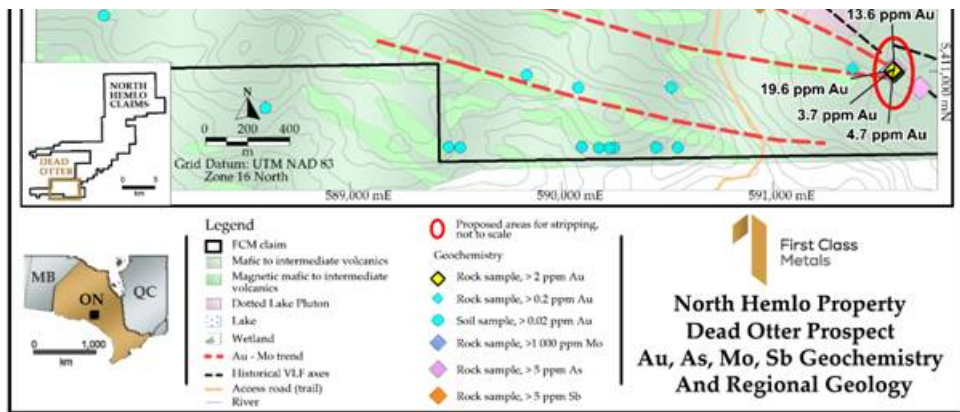 13.6 ppm Au
19.6 ppm Au
3.7 ppm Au
4.7 ppm Au
5,411,000 mN
NORTH
HEMLO
CLAIMS
DEAD
OTTER
0 5
km
N
0 200 400
m
Grid Datum: UTM NAD 83
Zone 16 North
589,000 mE
590,000 mE
591,000 mE
MB
ON
QC
0 1,000
km
Legend
FCM claim
Mafic to intermediate volcanics
Magnetic mafic to intermediate
volcanics
Dotted Lake Pluton
Lake
Wetland
Au - Mo trend
Historical VLF axes
Access road (trail)
River
Proposed areas for stripping,
not to scale
Geochemistry
Rock sample, > 2 ppm Au
Rock sample, > 0.2 ppm Au
Soil sample, > 0.02 ppm Au
Rock sample, >1 000 ppm Mo
Rock sample, > 5 ppm As
Rock sample, > 5 ppm Sb
First Class
Metals
North Hemlo Property
Dead Otter Prospect
Au, As, Mo, Sb Geochemistry
And Regional Geology